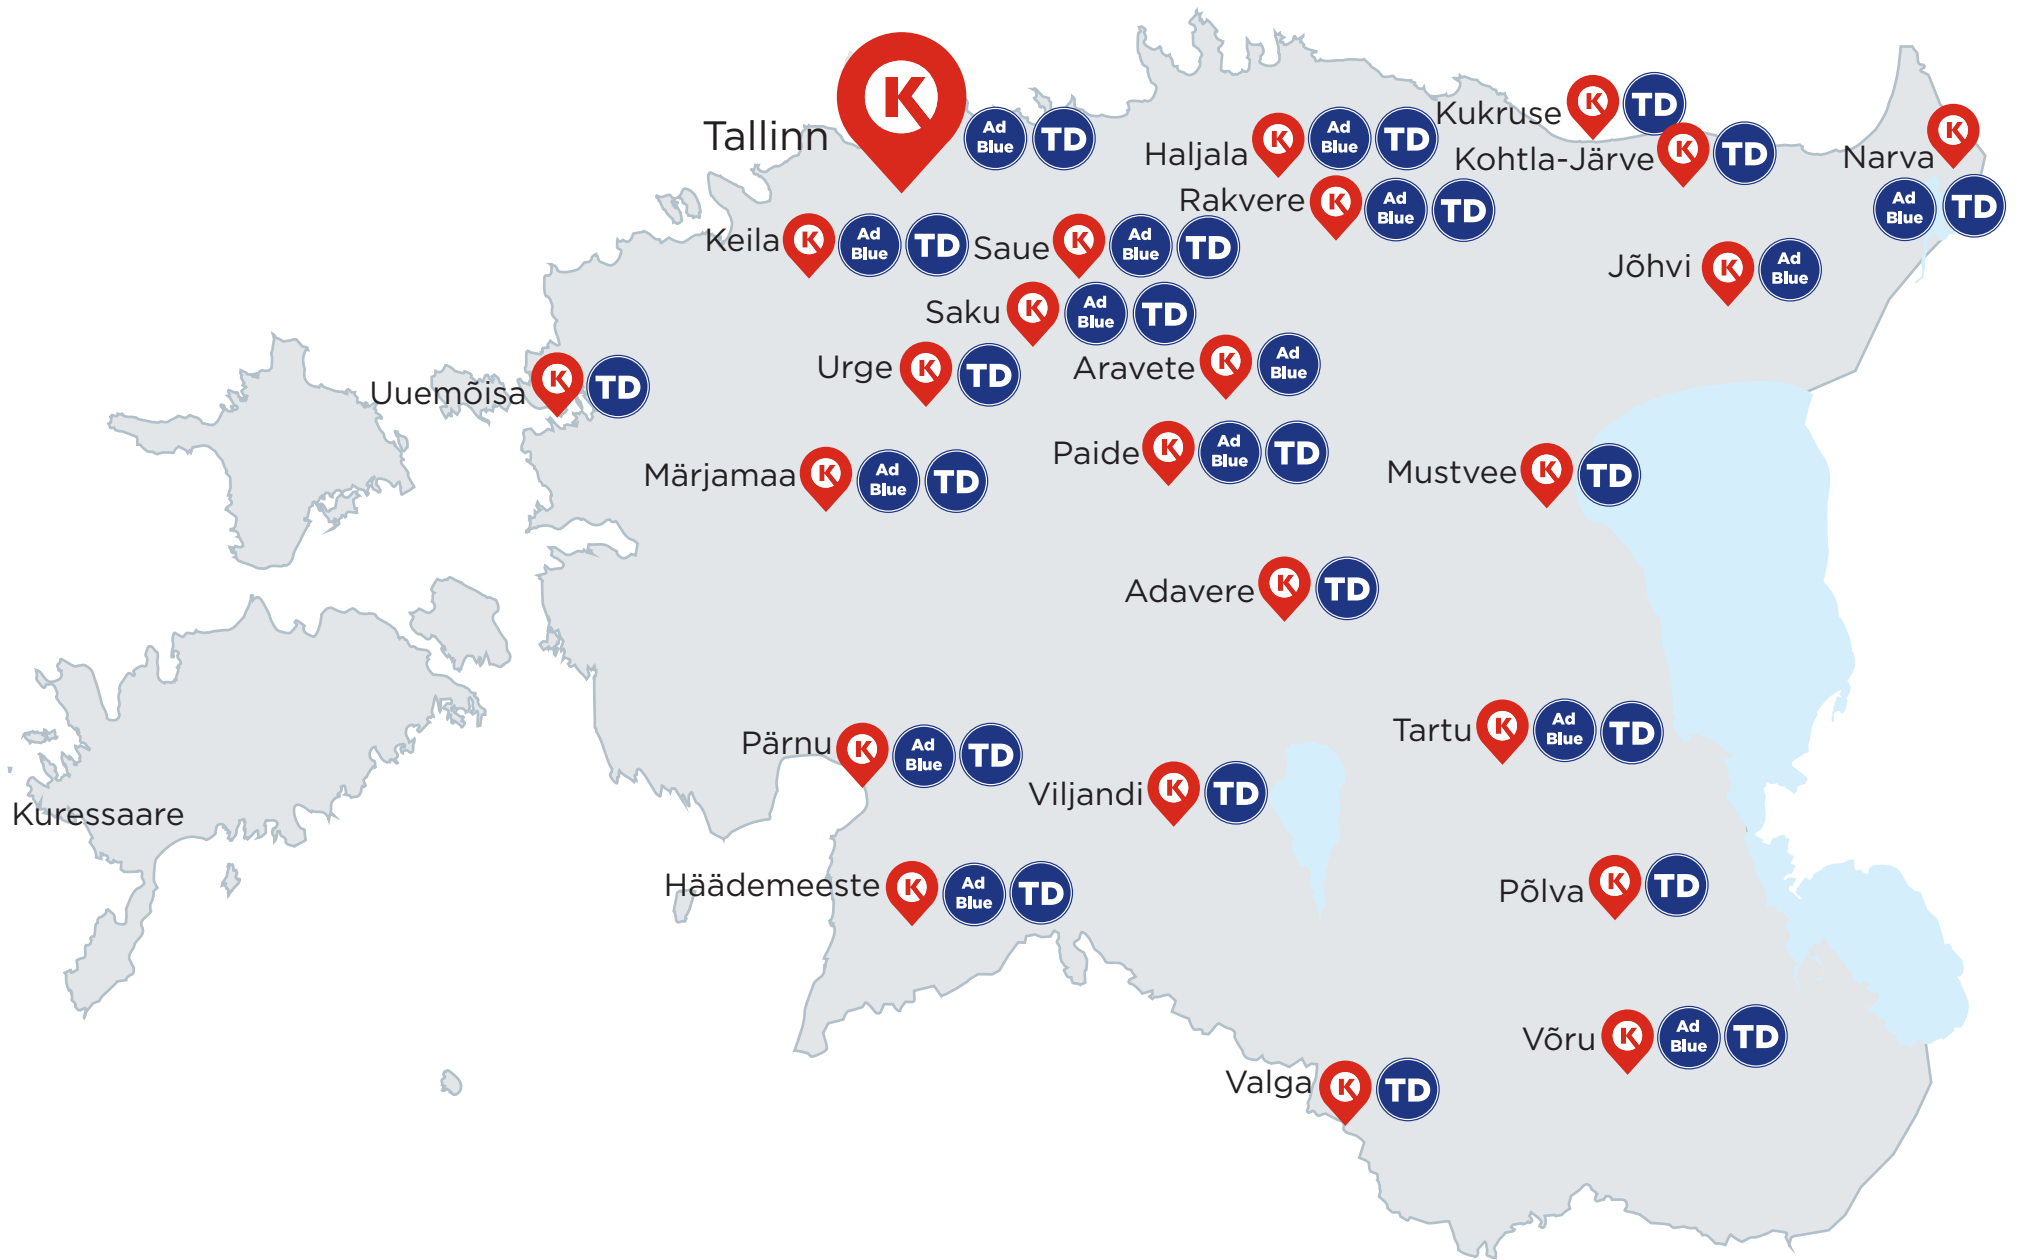 Tallinn K Ad Blue TD
Kukruse K TD
Haljala K Ad Blue TD
Kohtla-Järve K TD
Narva K Ad Blue TD
Rakvere K Ad Blue TD
Keila K Ad Blue TD
Saue K Ad Blue TD
Jõhvi K Ad Blue
Saku K Ad Blue TD
Urge K TD
Aravete K Ad Blue
Uuemõisa K TD
Märjamaa K Ad Blue TD
Paide K Ad Blue TD
Mustvee K TD
Adavere K TD
Pärnu K Ad Blue TD
Tartu K Ad Blue TD
Viljandi K TD
Kuressaare
Häädemeeste K Ad Blue TD
Põlva K TD
Võru K Ad Blue TD
Valga K TD